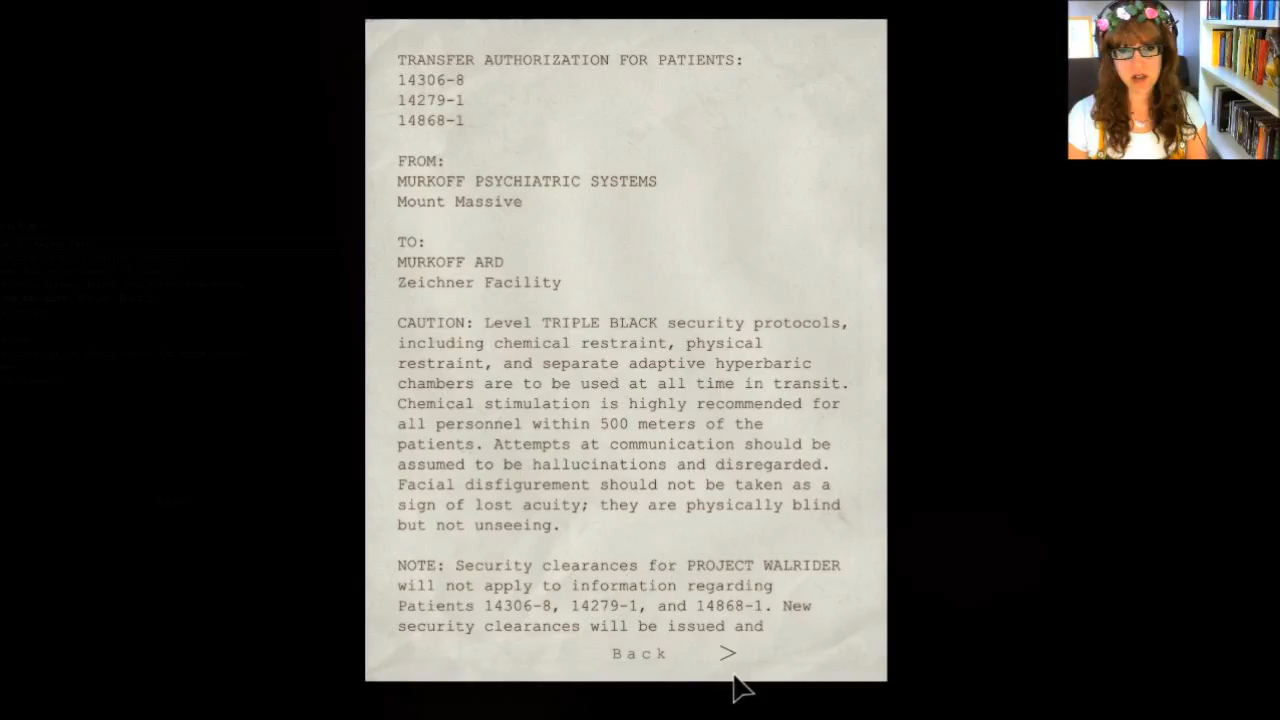 TRANSFER AUTHORIZATION FOR PATIENTS:
14306-8
14279-1
14868-1
FROM:
MURKOFF PSYCHIATRIC SYSTEMS
Mount Massive
TO:
MURKOFF ARD
Zeichner Facility
CAUTION: Level TRIPLE BLACK security protocols,
including chemical restraint, physical
restraint, and separate adaptive hyperbaric
chambers are to be used at all time in transit.
Chemical stimulation is highly recommended for
all personnel within 500 meters of the
patients. Attempts at communication should be
assumed to be hallucinations and disregarded.
Facial disfigurement should not be taken as a
sign of lost acuity; they are physically blind
but not unseeing.
NOTE: Security clearances for PROJECT WALRIDER
will not apply to information regarding
Patients 14306-8, 14279-1, and 14868-1. New
security clearances will be issued and
Back >